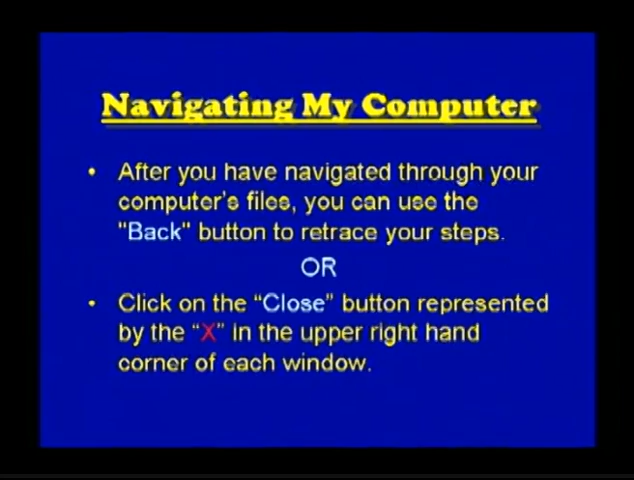 Navigating My Computer
• After you have navigated through your
computer's files, you can use the
"Back" button to retrace your steps.
OR
• Click on the “Close” button represented
by the “X” in the upper right hand
corner of each window.